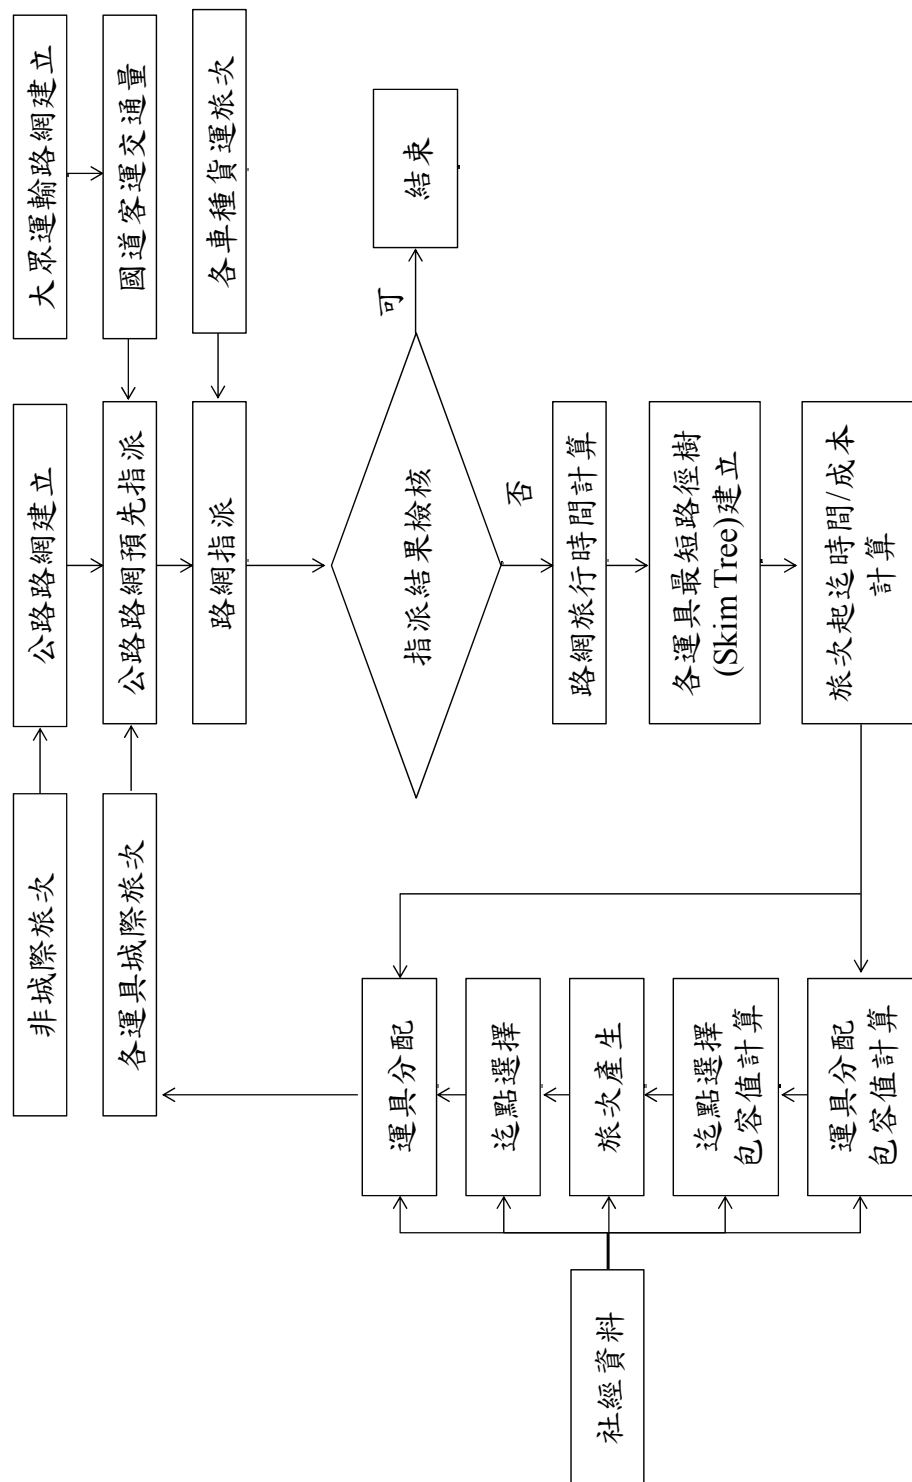 大眾運輸路網建立
國道客運交通量
各車種貨運旅次
公路路網建立
公路路網預先指派
路網指派
非城際旅次
各運具城際旅次
指派結果檢核
可
結束
否
路網旅行時間計算
各運具最短路徑樹
(Skim Tree)建立
旅次起迄時間/成本
計算
運具分配
迄點選擇
旅次產生
迄點選擇
包容值計算
運具分配
包容值計算
社經資料